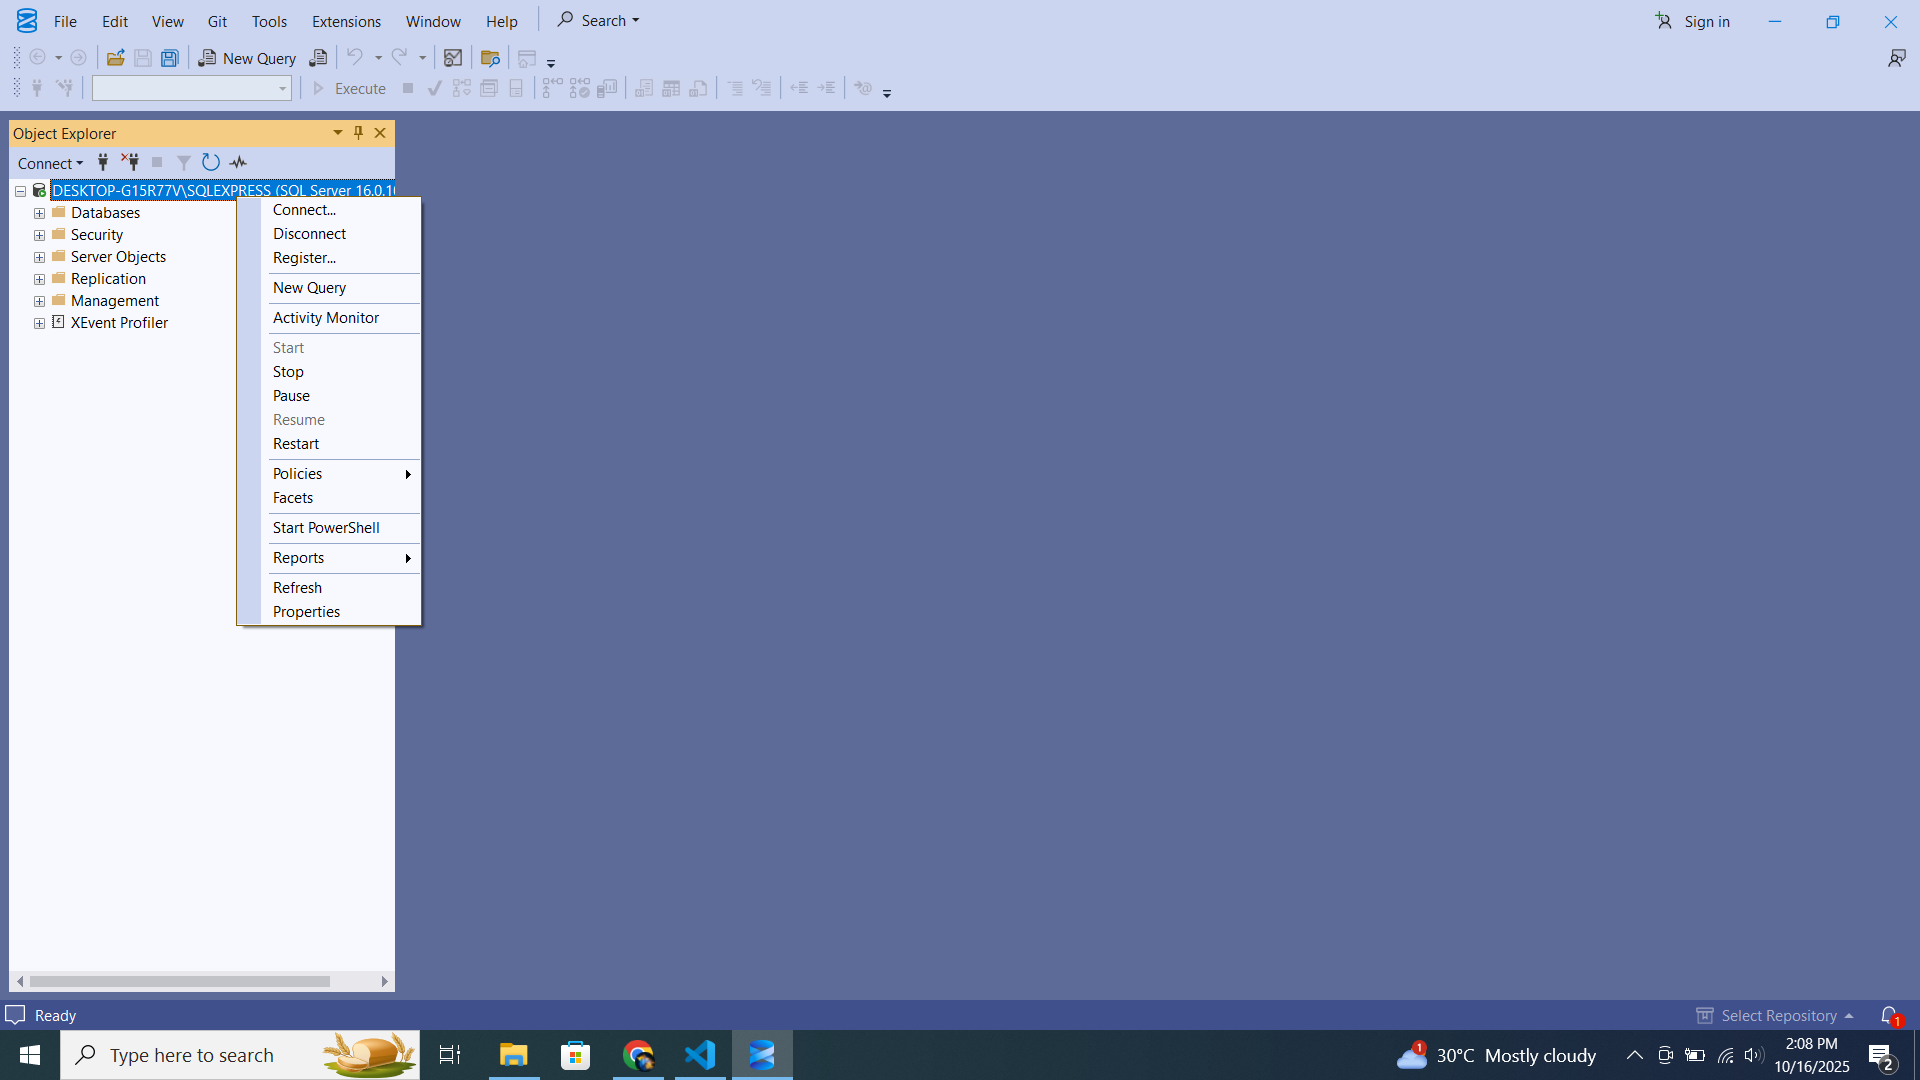 File Edit View Git Tools Extensions Window Help Search Sign in
New Query
Execute
Object Explorer
Connect
DESKTOP-G15R77V\SQLEXPRESS (SQL Server 16.0.10
Databases
Security
Server Objects
Replication
Management
XEvent Profiler
Connect...
Disconnect
Register...
New Query
Activity Monitor
Start
Stop
Pause
Resume
Restart
Policies
Facets
Start PowerShell
Reports
Refresh
Properties
Ready Select Repository 1
Type here to search 1 30°C Mostly cloudy 2:08 PM
10/16/2025 2